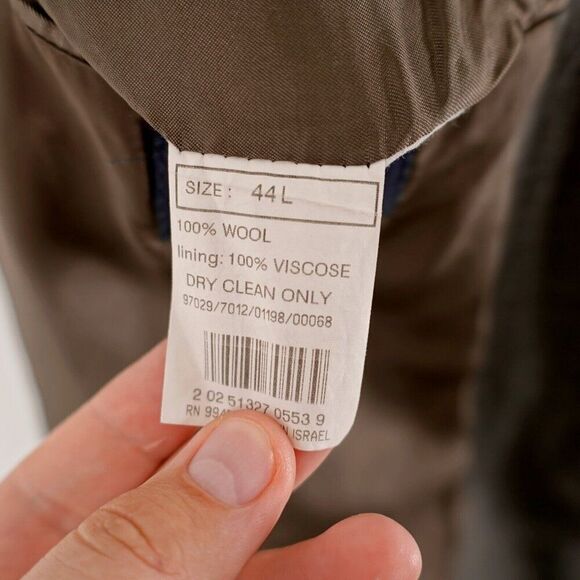 SIZE: 44L
100% WOOL
lining: 100% VISCOSE
DRY CLEAN ONLY
97029/7012/01198/00068
2 02 51327 0553 9
RN ISRAEL